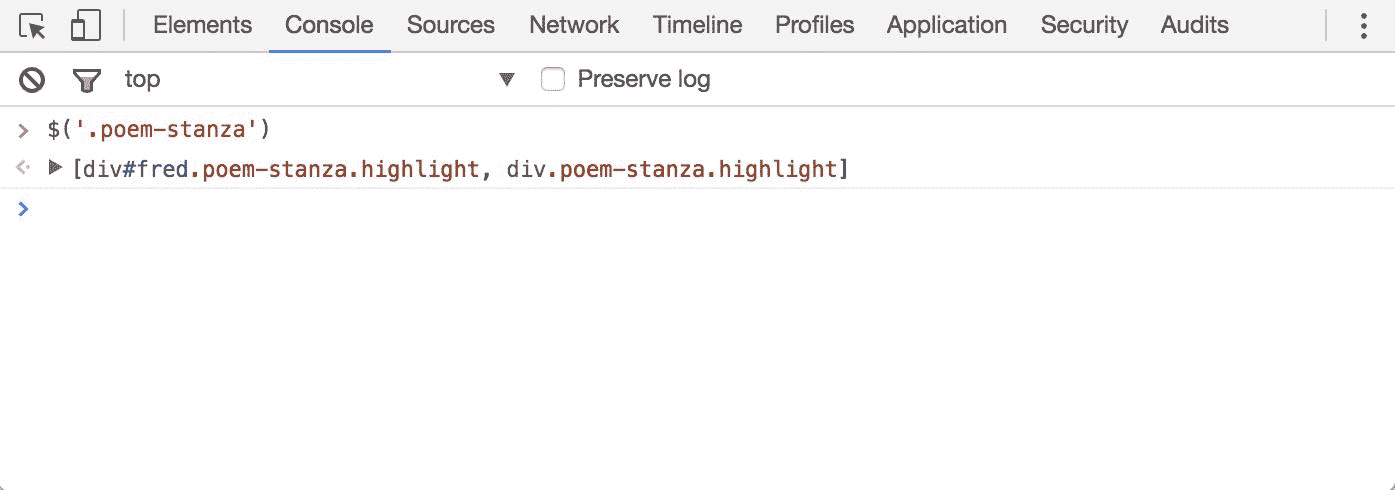 Elements Console Sources Network Timeline Profiles Application Security Audits
top Preserve log
> $('.poem-stanza')
[div#fred.poem-stanza.highlight, div.poem-stanza.highlight]
>